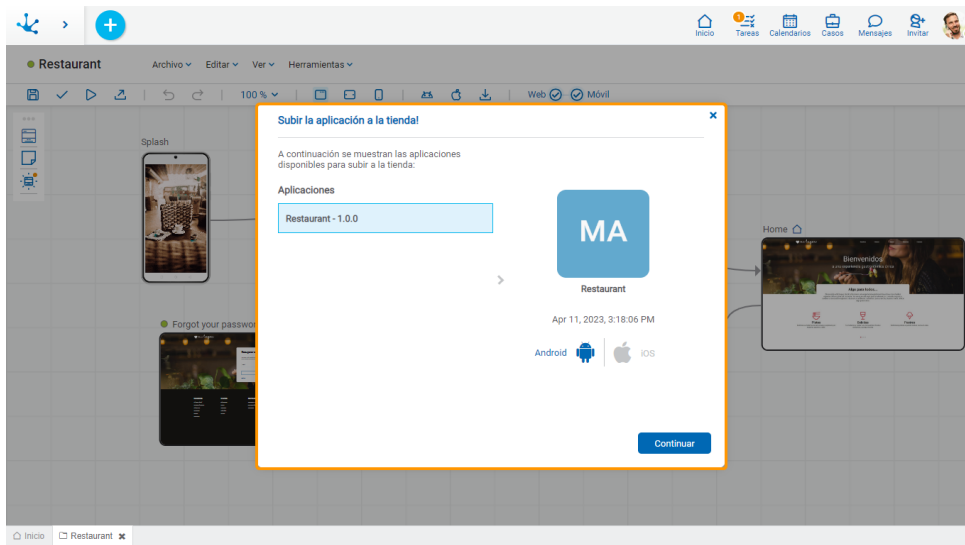 Inicio
1
Tareas
Calendarios
Casos
Mensajes
Invitar
Restaurant
Archivo
Editar
Ver
Herramientas
100 %
Web
Móvil
Subir la aplicación a la tienda!
A continuación se muestran las aplicaciones
disponibles para subir a la tienda:
Aplicaciones
Restaurant - 1.0.0
MA
Restaurant
Apr 11, 2023, 3:18:06 PM
Android
iOS
Continuar
Splash
Forgot your passwor
Home
Bienvenidos
Inicio
Restaurant